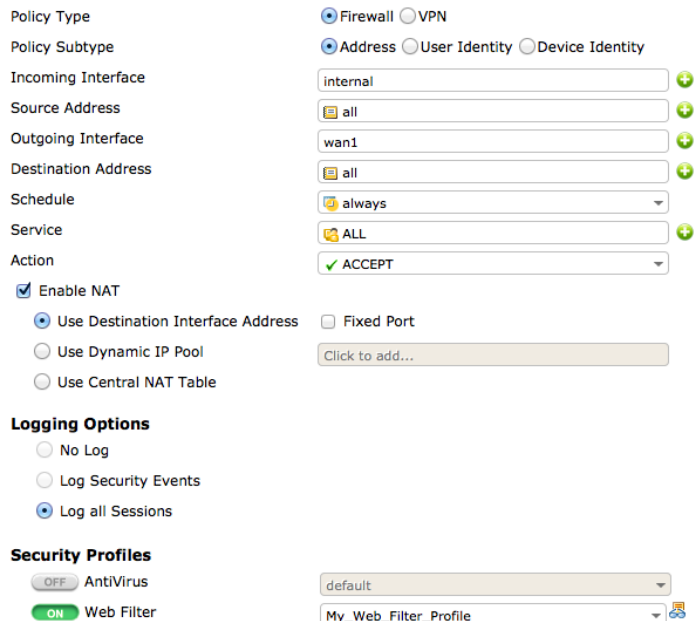 Policy Type Firewall VPN
Policy Subtype Address User Identity Device Identity
Incoming Interface internal
Source Address all
Outgoing Interface wan1
Destination Address all
Schedule always
Service ALL
Action ACCEPT
Enable NAT
Use Destination Interface Address Fixed Port
Use Dynamic IP Pool Click to add...
Use Central NAT Table
Logging Options
No Log
Log Security Events
Log all Sessions
Security Profiles
OFF AntiVirus default
ON Web Filter My_Web_Filter_Profile